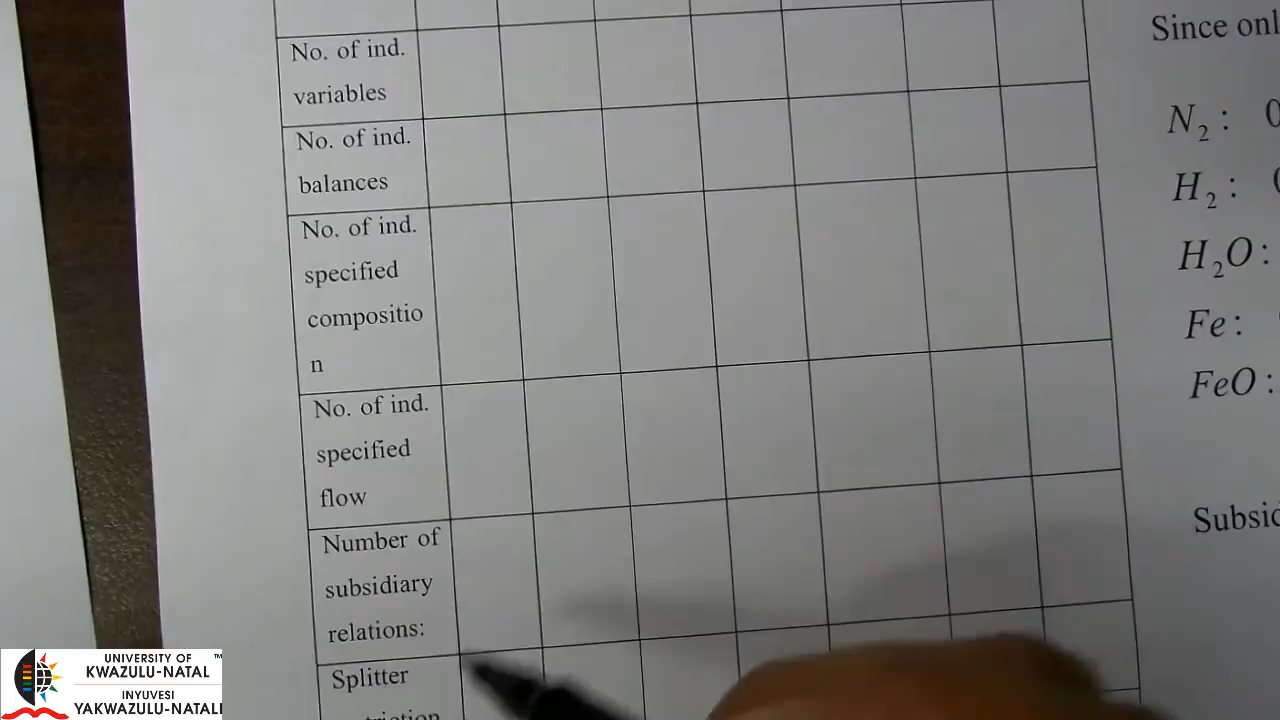 No. of ind.
variables
No. of ind.
balances
No. of ind.
specified
compositio
n
No. of ind.
specified
flow
Number of
subsidiary
relations:
Splitter
Since onl
N₂ : 0
H₂ :
H₂O :
Fe :
FeO :
Subsid
UNIVERSITY OF ™
KWAZULU-NATAL
INYUVESI
YAKWAZULU-NATALI